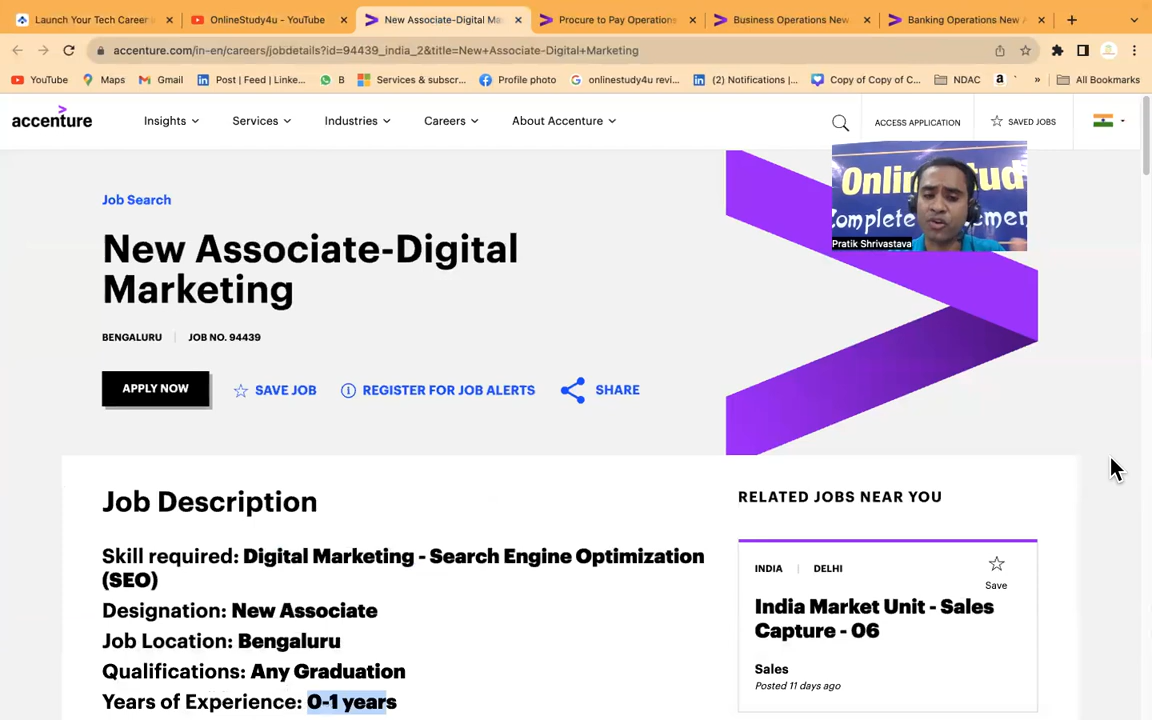 Launch Your Tech Career
OnlineStudy4u - YouTube
New Associate-Digital Ma
Procure to Pay Operations
Business Operations New
Banking Operations New A
accenture.com/in-en/careers/jobdetails?id=94439_india_2&title=New+Associate-Digital+Marketing
YouTube
Maps
Gmail
Post | Feed | Linke...
B
Services & subscr...
Profile photo
onlinestudy4u revi...
(2) Notifications |...
Copy of Copy of C...
NDAC
»
All Bookmarks
accenture
Insights
Services
Industries
Careers
About Accenture
ACCESS APPLICATION
SAVED JOBS
Complete
Pratik Shrivastava
Job Search
New Associate-Digital
Marketing
BENGALURU | JOB NO. 94439
APPLY NOW
SAVE JOB
REGISTER FOR JOB ALERTS
SHARE
Job Description
Skill required: Digital Marketing - Search Engine Optimization
(SEO)
Designation: New Associate
Job Location: Bengaluru
Qualifications: Any Graduation
Years of Experience: 0-1 years
RELATED JOBS NEAR YOU
INDIA | DELHI
Save
India Market Unit - Sales
Capture - 06
Sales
Posted 11 days ago